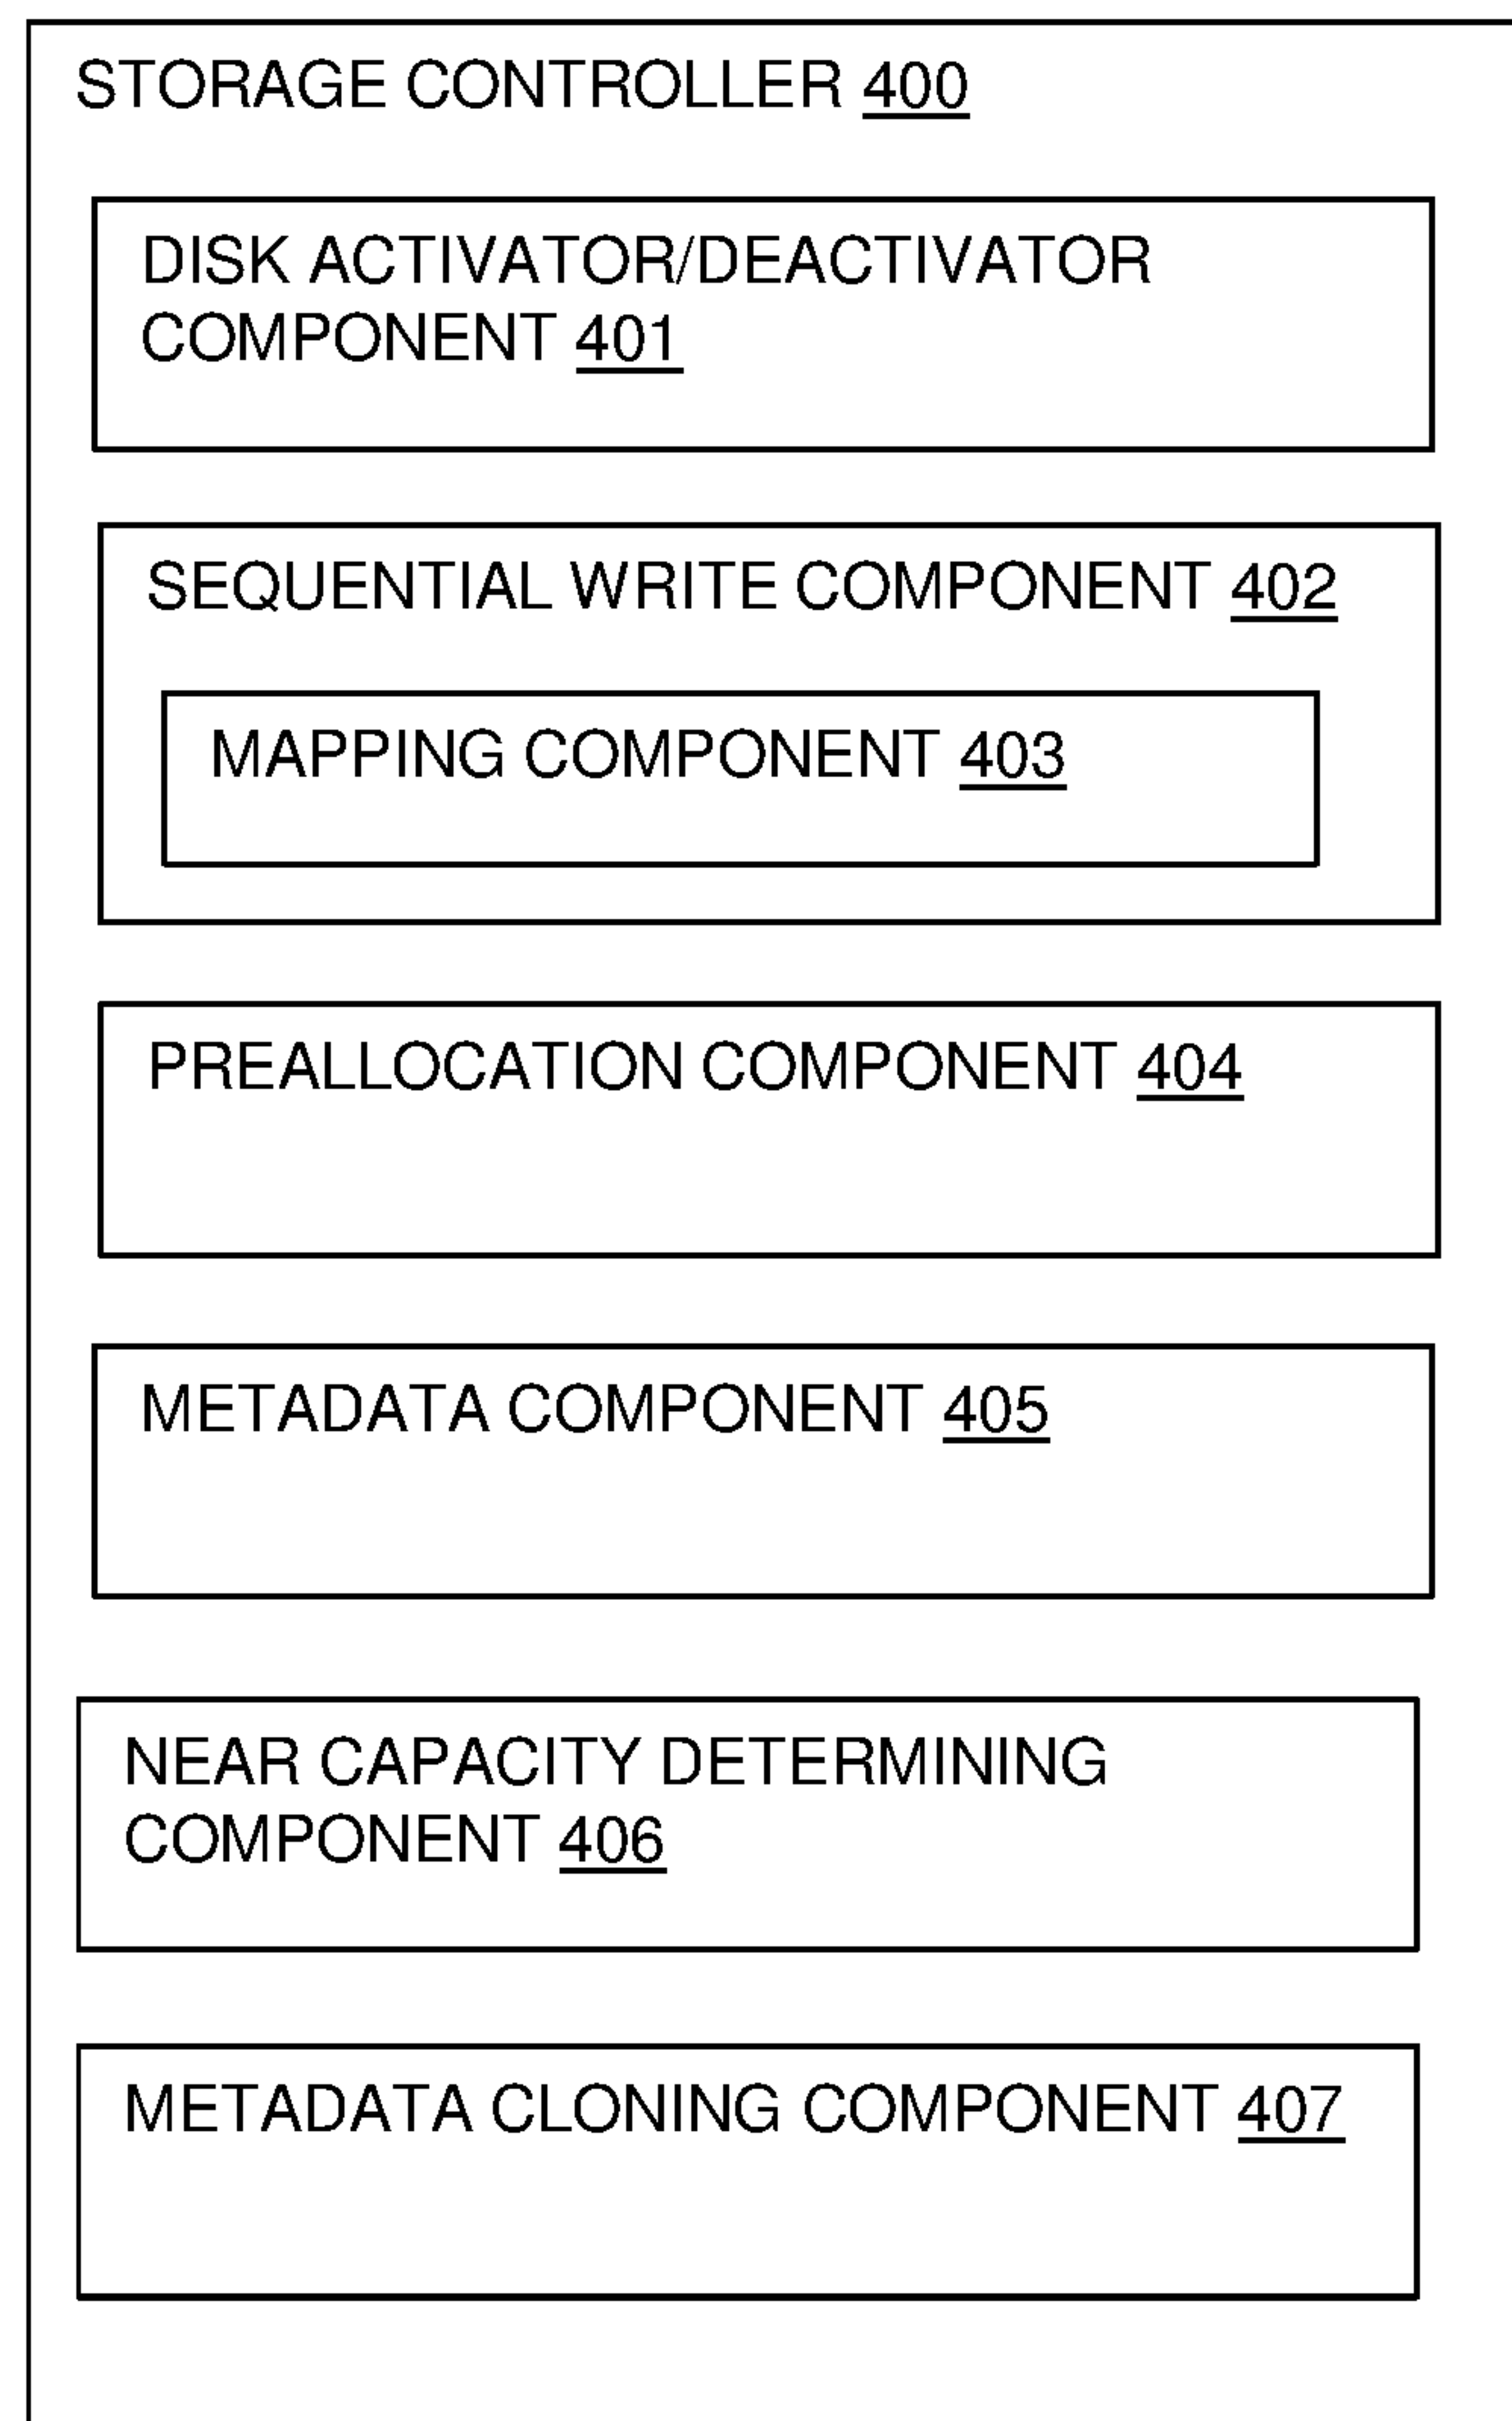 STORAGE CONTROLLER 400
DISK ACTIVATOR/DEACTIVATOR
COMPONENT 401
SEQUENTIAL WRITE COMPONENT 402
MAPPING COMPONENT 403
PREALLOCATION COMPONENT 404
METADATA COMPONENT 405
NEAR CAPACITY DETERMINING
COMPONENT 406
METADATA CLONING COMPONENT 407